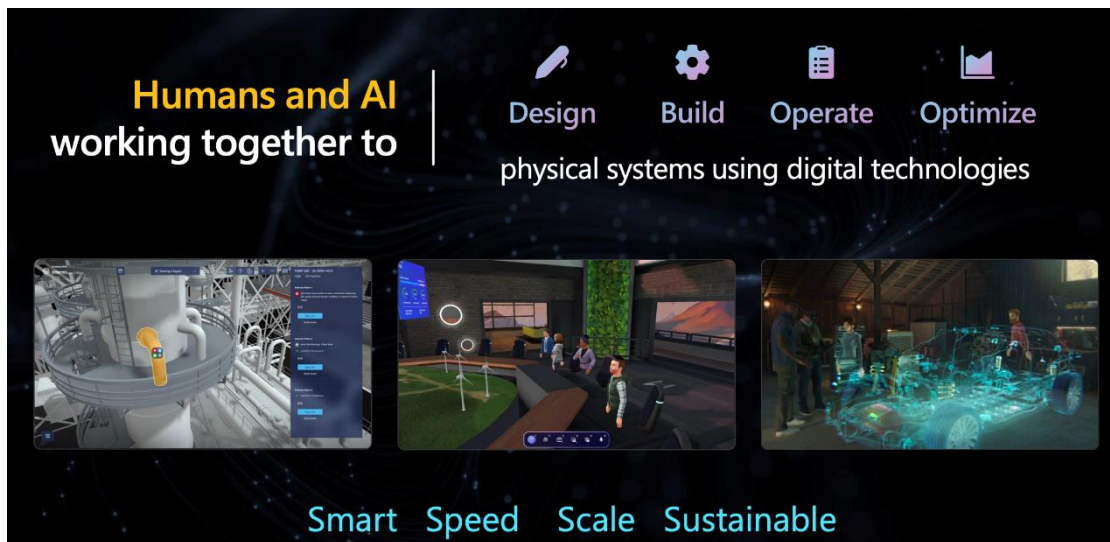 Humans and AI
working together to
Design Build Operate Optimize
physical systems using digital technologies
Smart Speed Scale Sustainable